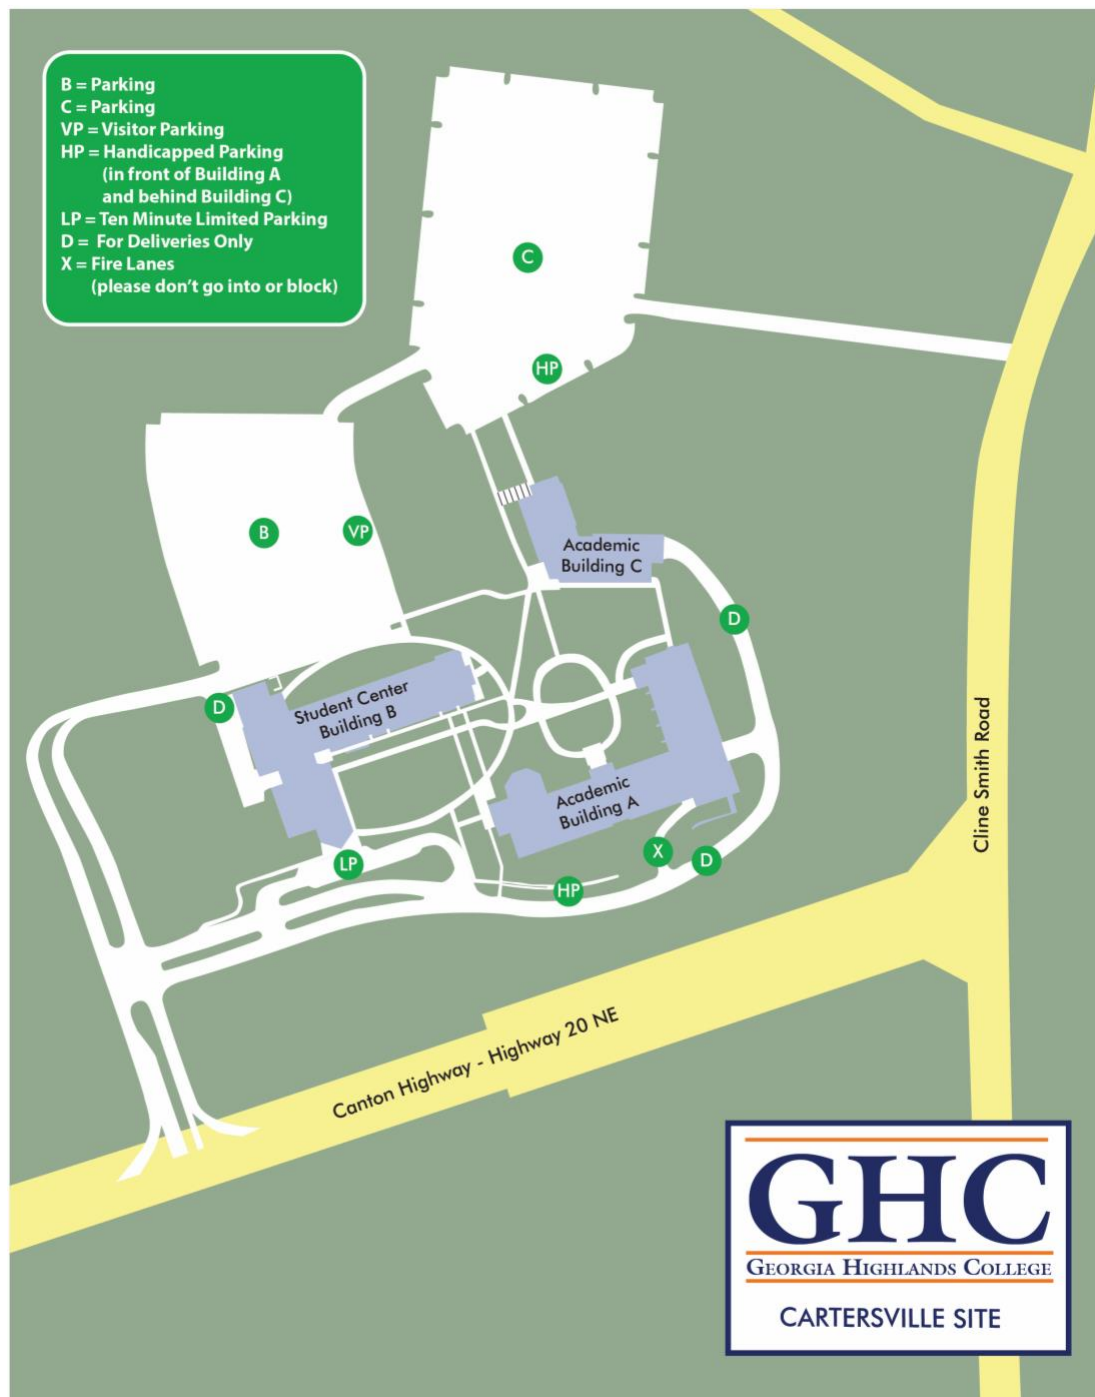 B = Parking
C = Parking
VP = Visitor Parking
HP = Handicapped Parking
(in front of Building A
and behind Building C)
LP = Ten Minute Limited Parking
D = For Deliveries Only
X = Fire Lanes
(please don't go into or block)
C
HP
B
VP
Academic
Building C
D
Student Center
Building B
D
Academic
Building A
Cline Smith Road
LP
X
D
HP
Canton Highway - Highway 20 NE
GHC
GEORGIA HIGHLANDS COLLEGE
CARTERSVILLE SITE